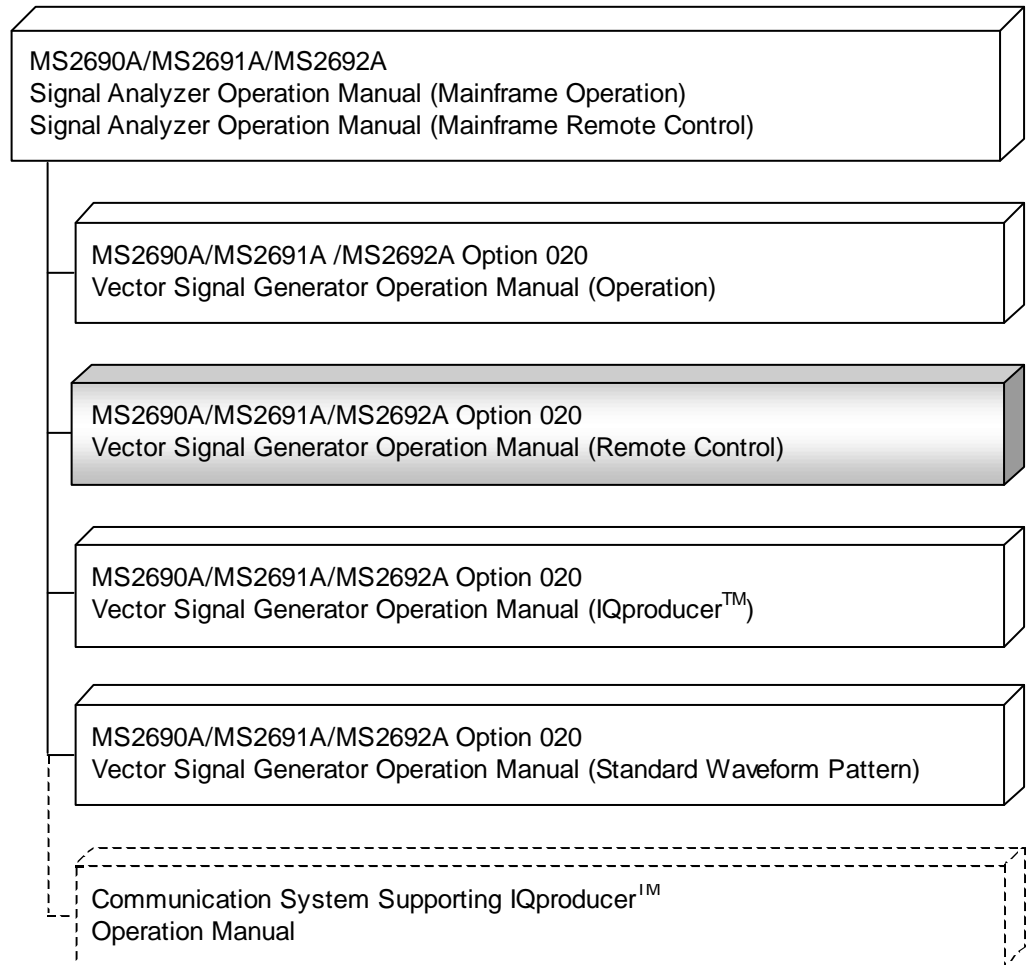 MS2690A/MS2691A/MS2692A
Signal Analyzer Operation Manual (Mainframe Operation)
Signal Analyzer Operation Manual (Mainframe Remote Control)
MS2690A/MS2691A /MS2692A Option 020
Vector Signal Generator Operation Manual (Operation)
MS2690A/MS2691A/MS2692A Option 020
Vector Signal Generator Operation Manual (Remote Control)
MS2690A/MS2691A/MS2692A Option 020
Vector Signal Generator Operation Manual (IQproducer™)
MS2690A/MS2691A/MS2692A Option 020
Vector Signal Generator Operation Manual (Standard Waveform Pattern)
Communication System Supporting IQproducer™
Operation Manual